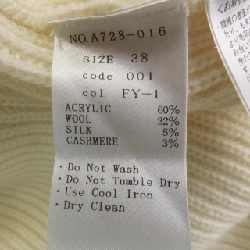 NO.A728-016
SIZE 38
code 001
col. FY-1
ACRYLIC 60%
WOOL 32%
SILK 5%
CASHMERE 3%
・Do Not Wash
・Do Not Tumble Dry
・Use Cool Iron
・Dry Clean